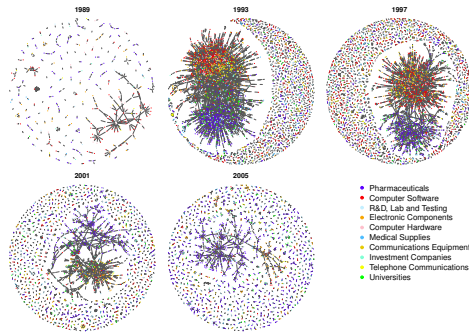 1989
1993
1997
2001
2005
Pharmaceuticals
Computer Software
R&D, Lab and Testing
Electronic Components
Computer Hardware
Medical Supplies
Communications Equipment
Investment Companies
Telephone Communications
Universities